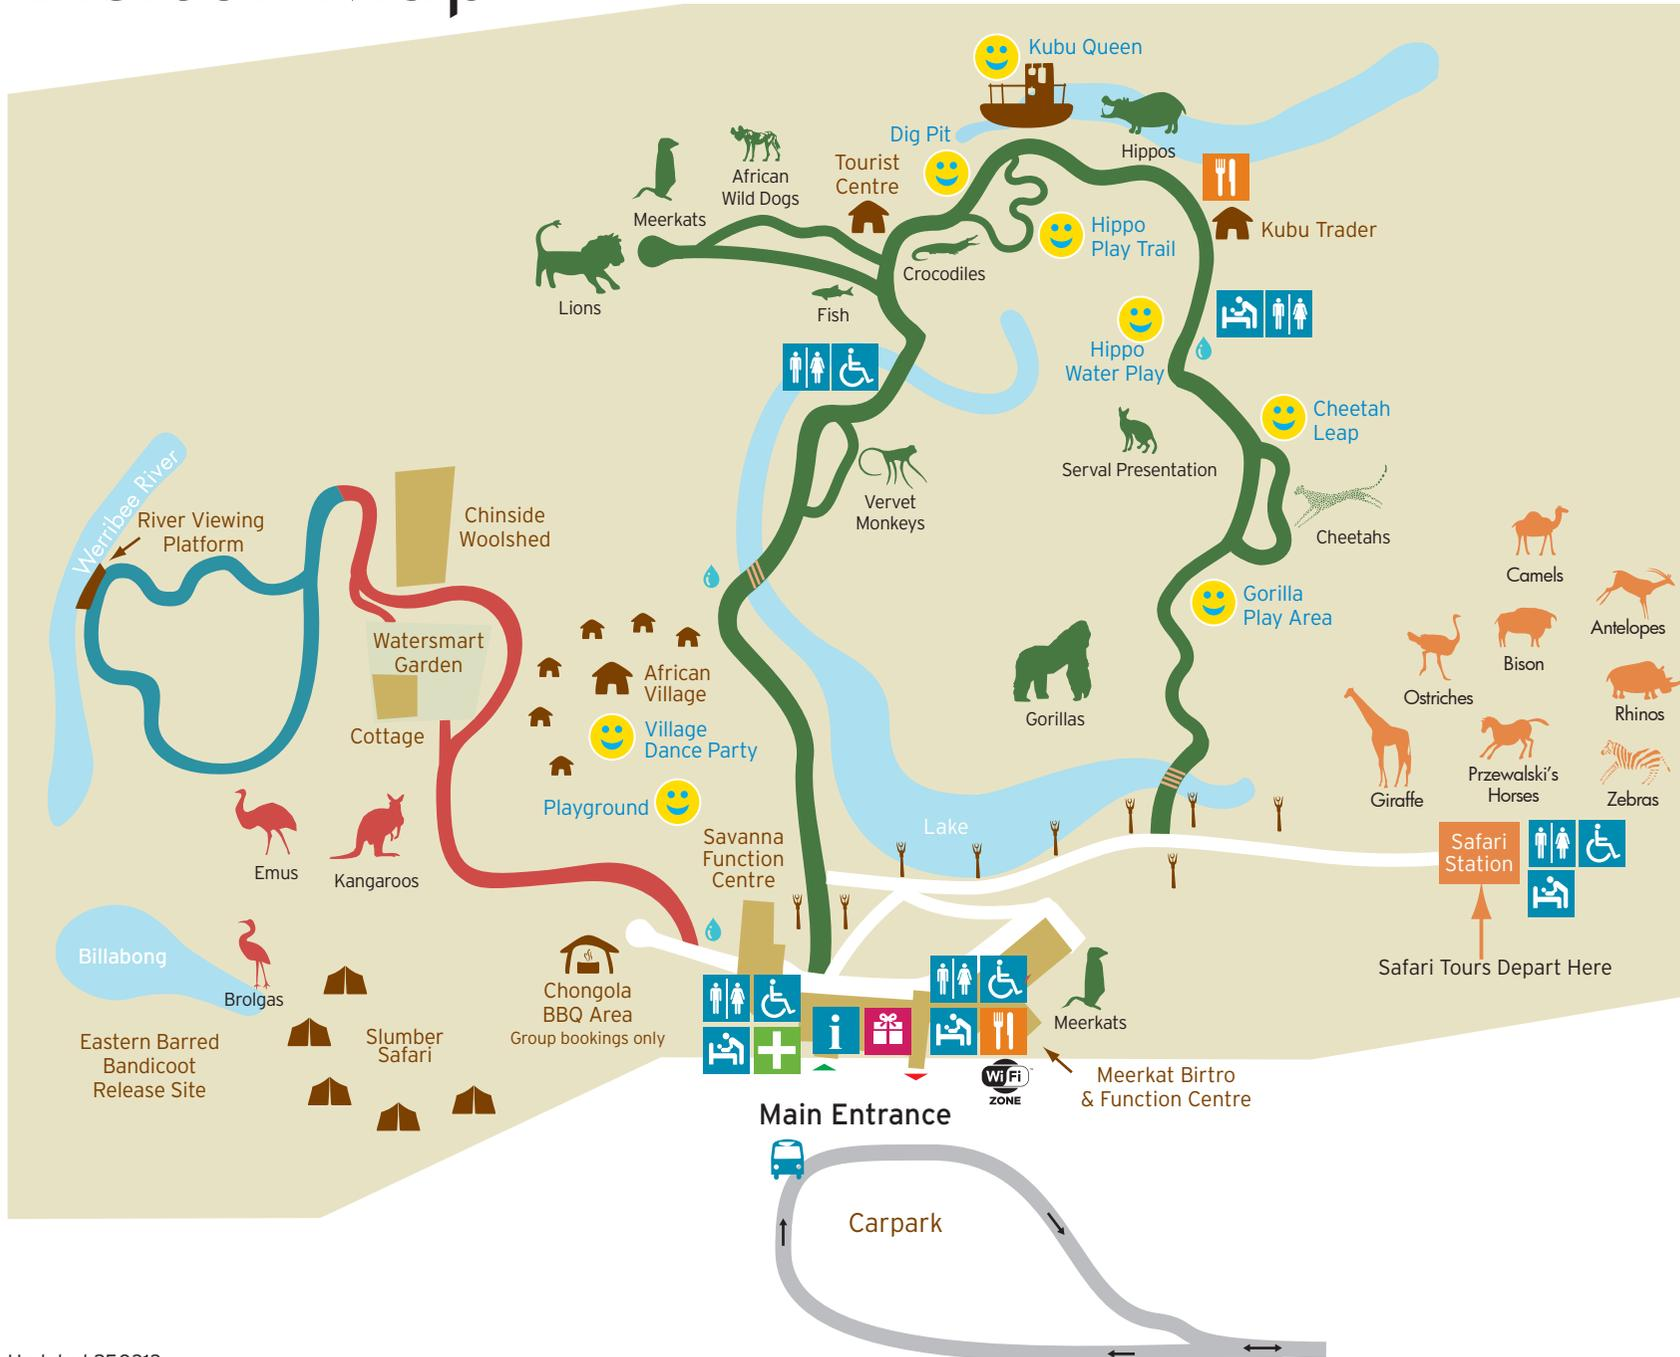 Kubu Queen
Dig Pit
Hippos
Tourist
Centre
African
Wild Dogs
Meerkats
Hippo
Play Trail
Kubu Trader
Crocodiles
Lions
Fish
Hippo
Water Play
Cheetah
Leap
Serval Presentation
Vervet
Monkeys
Cheetahs
Werribee River
River Viewing
Platform
Chinside
Woolshed
Camels
Gorilla
Play Area
Antelopes
Bison
Watersmart
Garden
African
Village
Ostriches
Rhinos
Gorillas
Cottage
Village
Dance Party
Przewalski's
Horses
Giraffe
Zebras
Playground
Lake
Savanna
Function
Centre
Safari
Station
Emus
Kangaroos
Billabong
Safari Tours Depart Here
Brolgas
Chongola
BBQ Area
Group bookings only
i
Meerkats
Eastern Barred
Bandicoot
Release Site
Slumber
Safari
WiFi
ZONE
Meerkat Birtro
& Function Centre
Main Entrance
Carpark